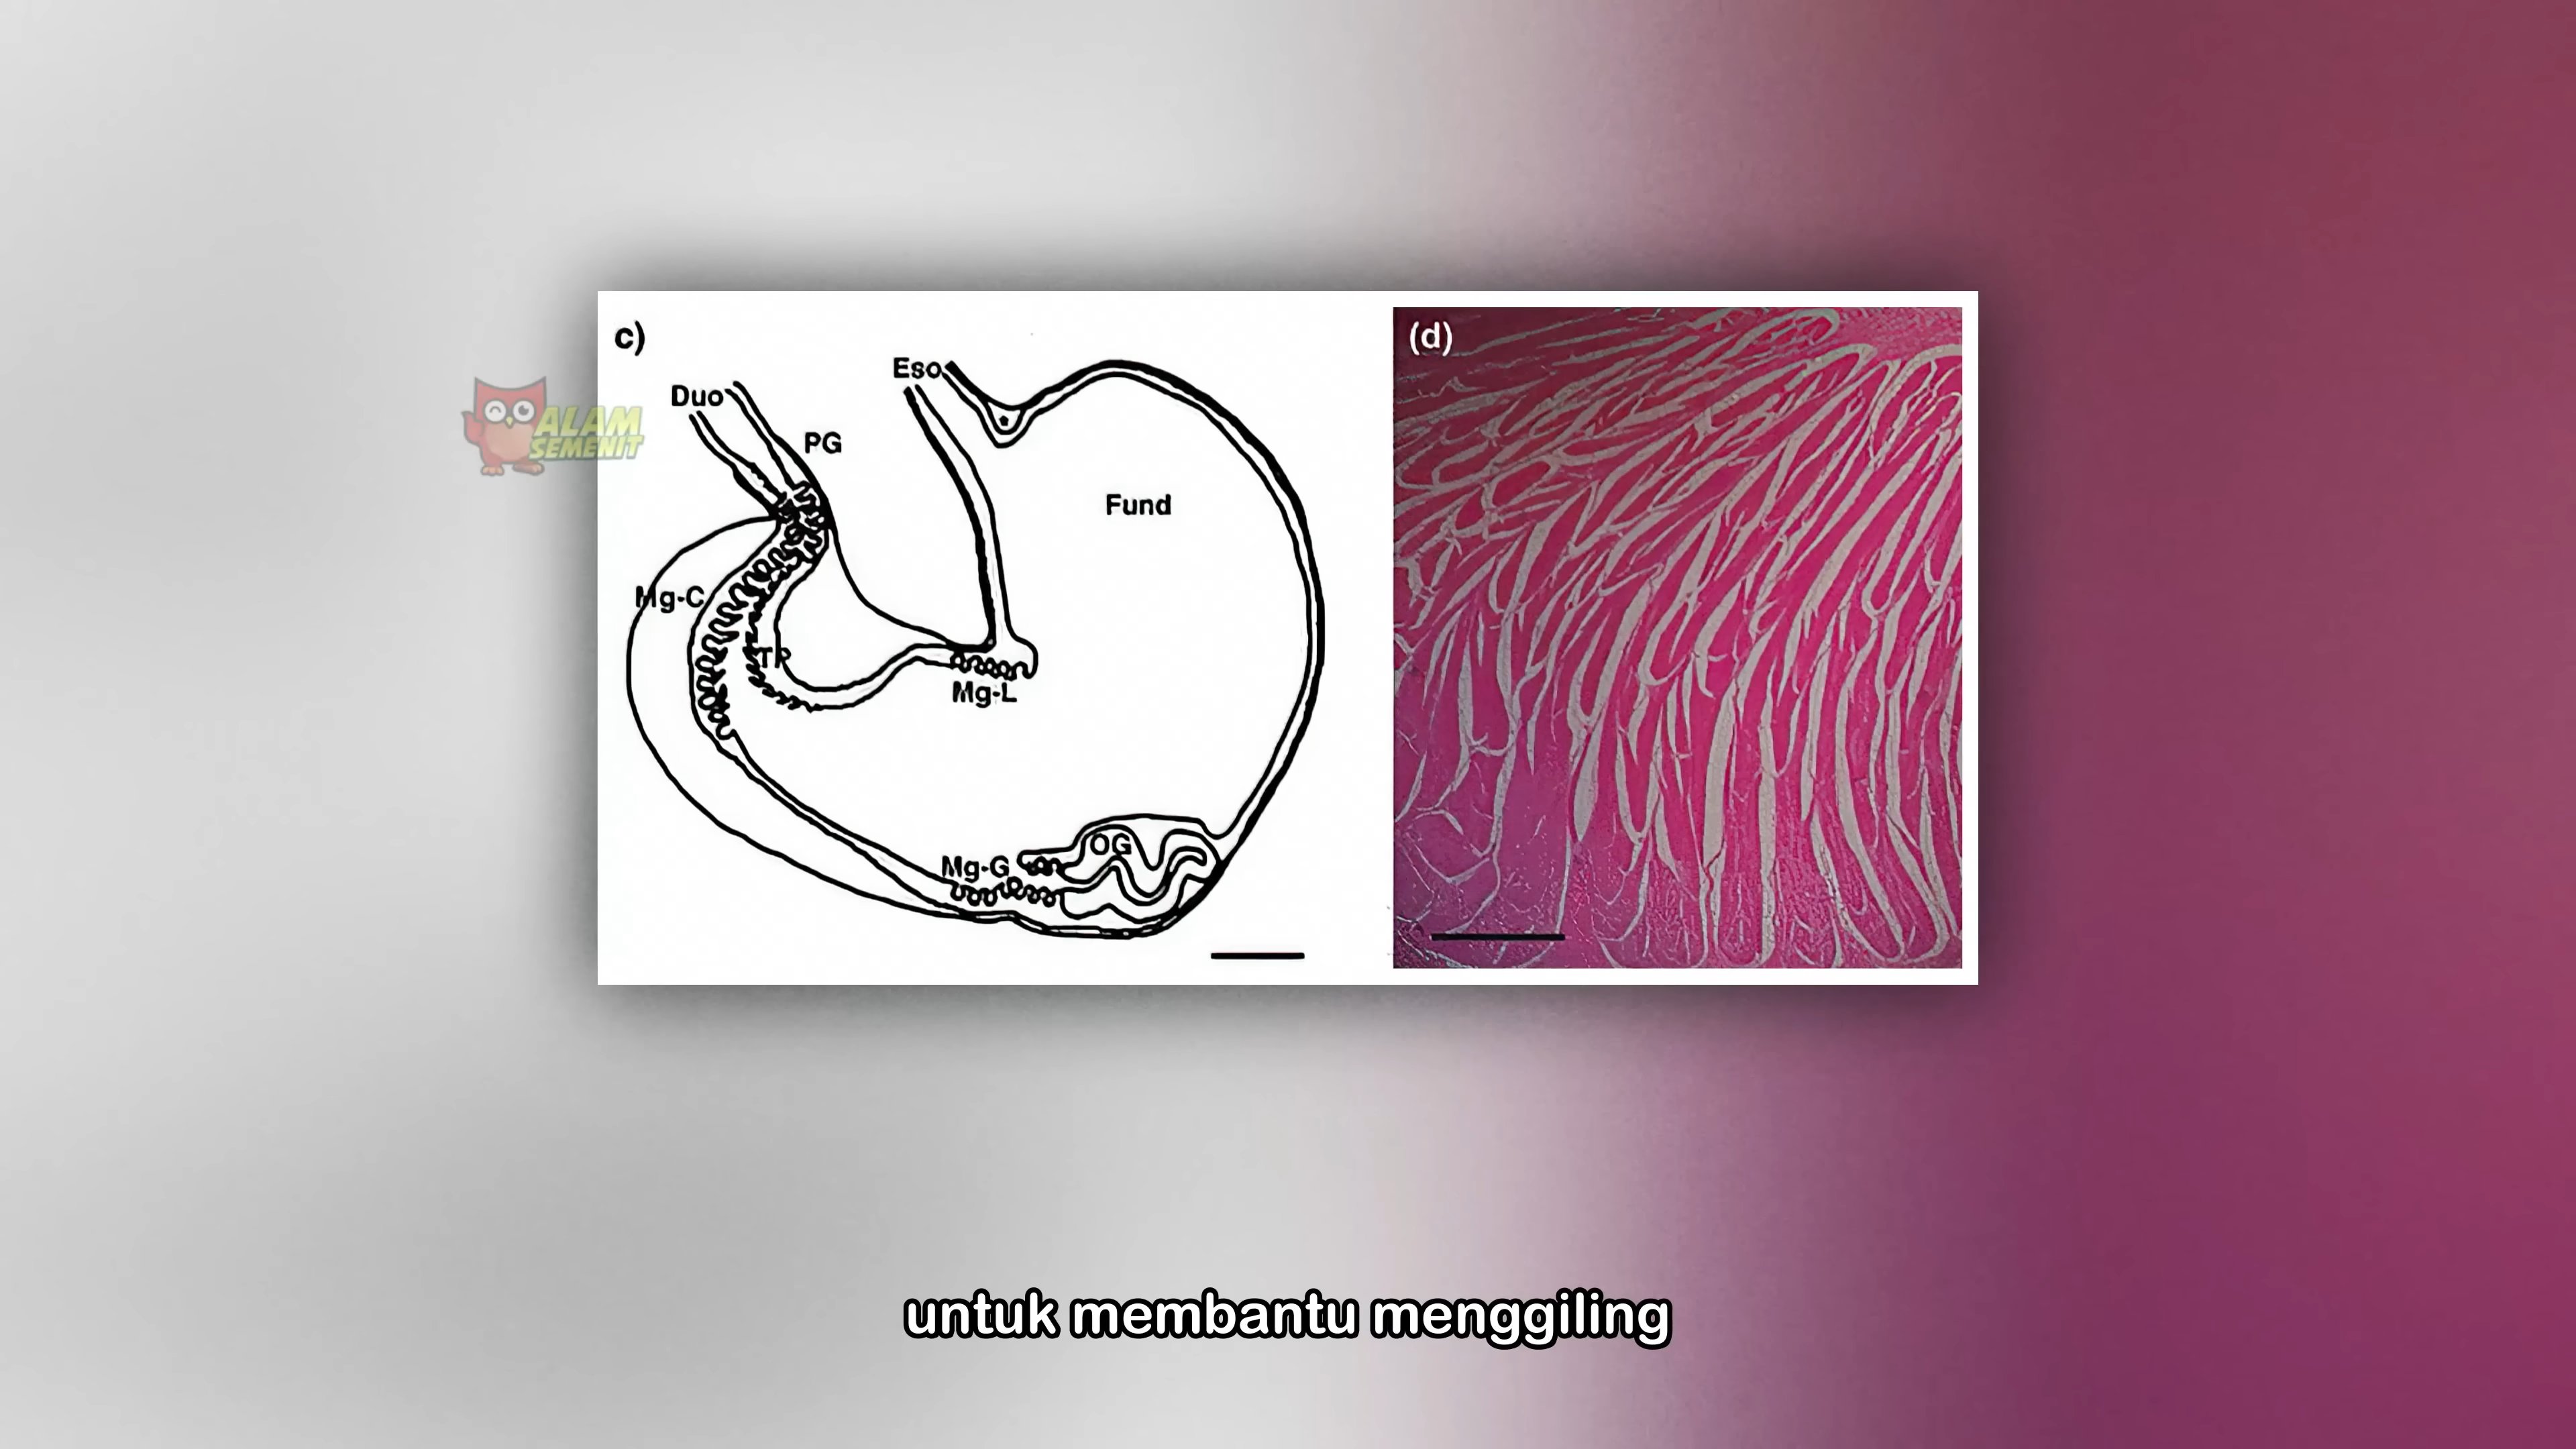 c)
(d)
Eso
Duo
ALAM
SEMENIT
PG
Fund
Mg-C
TP
Mg-L
OG
Mg-G
untuk membantu menggiling